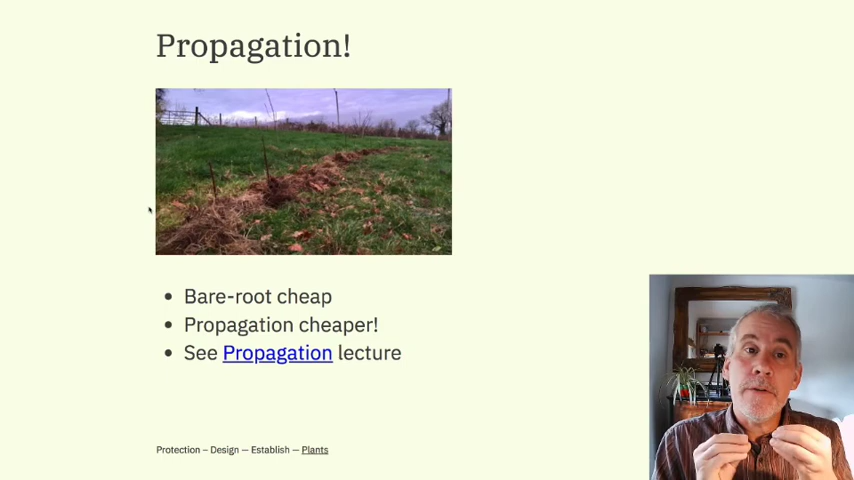 Propagation!
Bare-root cheap
Propagation cheaper!
See Propagation lecture
Protection – Design – Establish – Plants